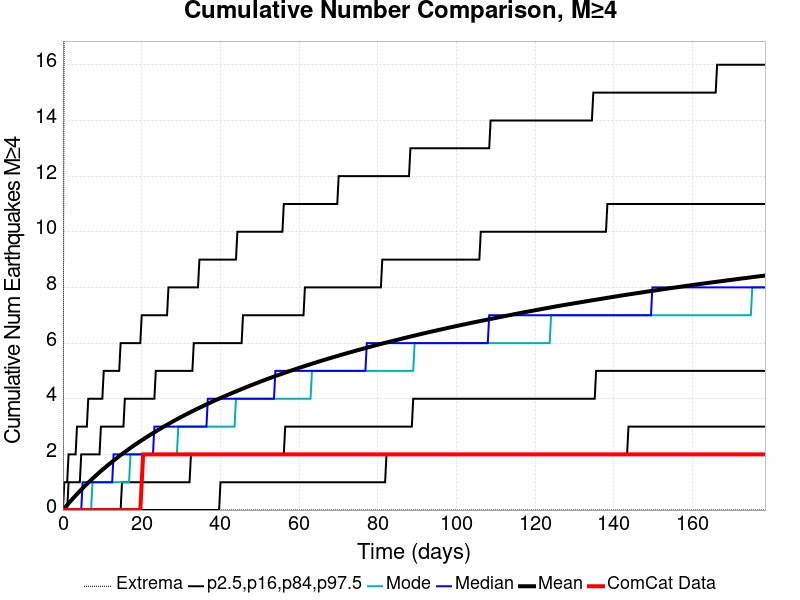 Cumulative Number Comparison, M≥4
Cumulative Num Earthquakes M≥4
16
14
12
10
8
6
4
2
0
0 20 40 60 80 100 120 140 160
Time (days)
Extrema p2.5,p16,p84,p97.5 Mode Median Mean ComCat Data